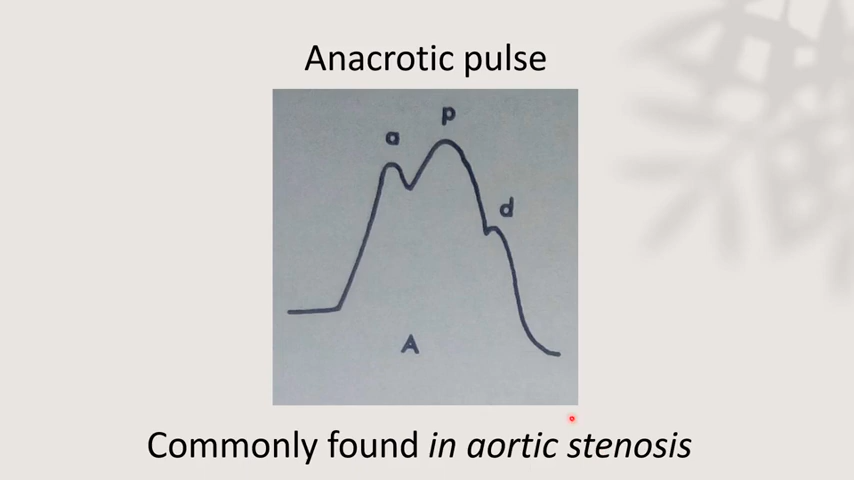 Anacrotic pulse
a
p
d
A
Commonly found in aortic stenosis